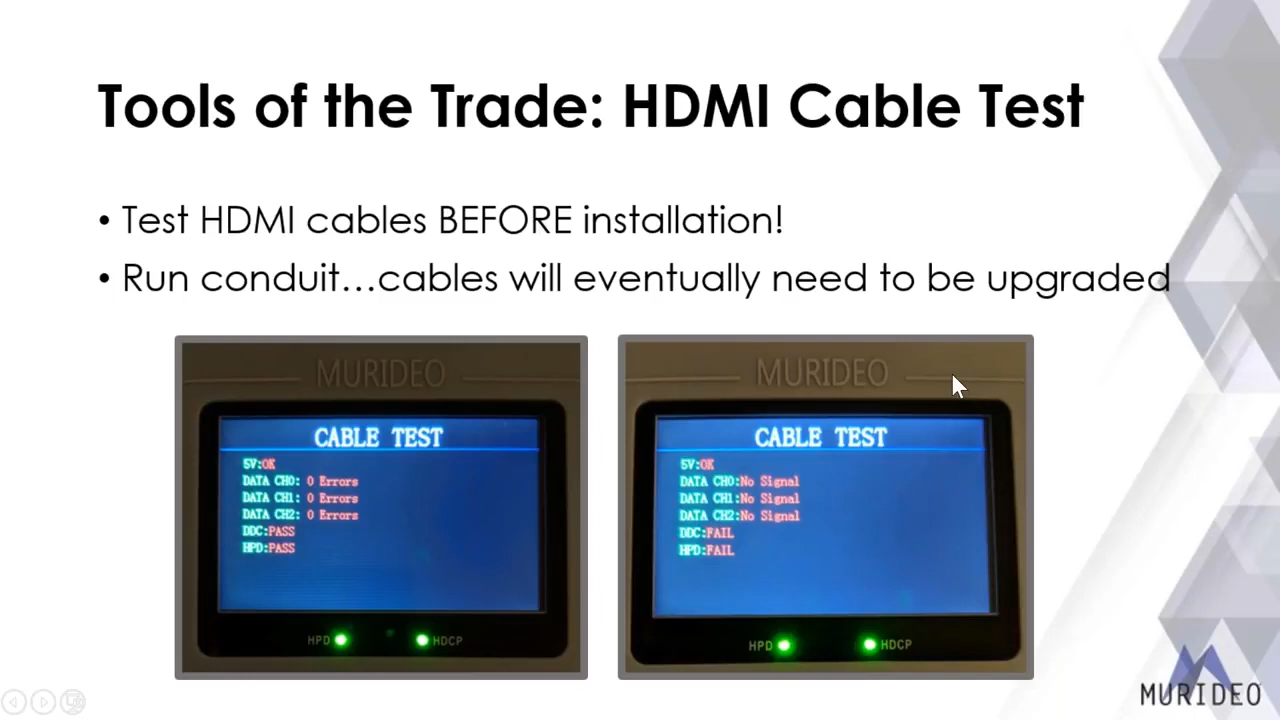 Tools of the Trade: HDMI Cable Test
• Test HDMI cables BEFORE installation!
• Run conduit...cables will eventually need to be upgraded
MURIDEO
CABLE TEST
5V:OK
DATA CH0: 0 Errors
DATA CH1: 0 Errors
DATA CH2: 0 Errors
DDC:PASS
HPD:PASS
HPD HDCP
MURIDEO
CABLE TEST
5V:OK
DATA CH0:No Signal
DATA CH1:No Signal
DATA CH2:No Signal
DDC:FAIL
HPD:FAIL
HPD HDCP
MURIDEO